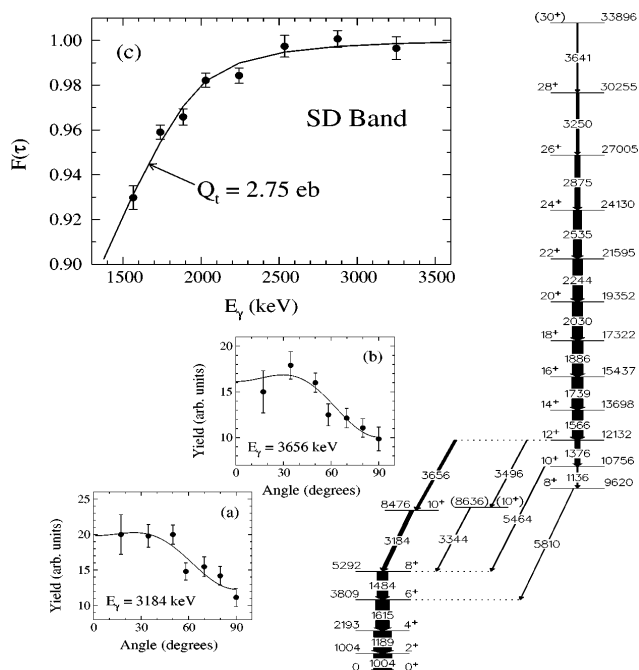 (c)
SD Band
Q_t = 2.75 eb
F(τ)
1.00
0.98
0.96
0.94
0.92
0.90
1500 2000 2500 3000 3500
E_γ (keV)
(b)
Yield (arb. units)
20
15
10
E_γ = 3656 keV
0 30 60 90
Angle (degrees)
(a)
Yield (arb. units)
25
20
15
10
E_γ = 3184 keV
0 30 60 90
Angle (degrees)
(30⁺) 33896
3641
28⁺ 30255
3250
26⁺ 27005
2875
24⁺ 24130
2535
22⁺ 21595
2244
20⁺ 19352
2030
18⁺ 17322
1886
16⁺ 15437
1739
14⁺ 13698
1566
12⁺ 12132
1376
10⁺ 10756
1136
8⁺ 9620
3656 3496
8476 10⁺ (8636) (10⁺)
5464
3184 3344 5810
5292 8⁺
1484
3809 6⁺
1615
2193 4⁺
1189
1004 2⁺
1004
0 0⁺